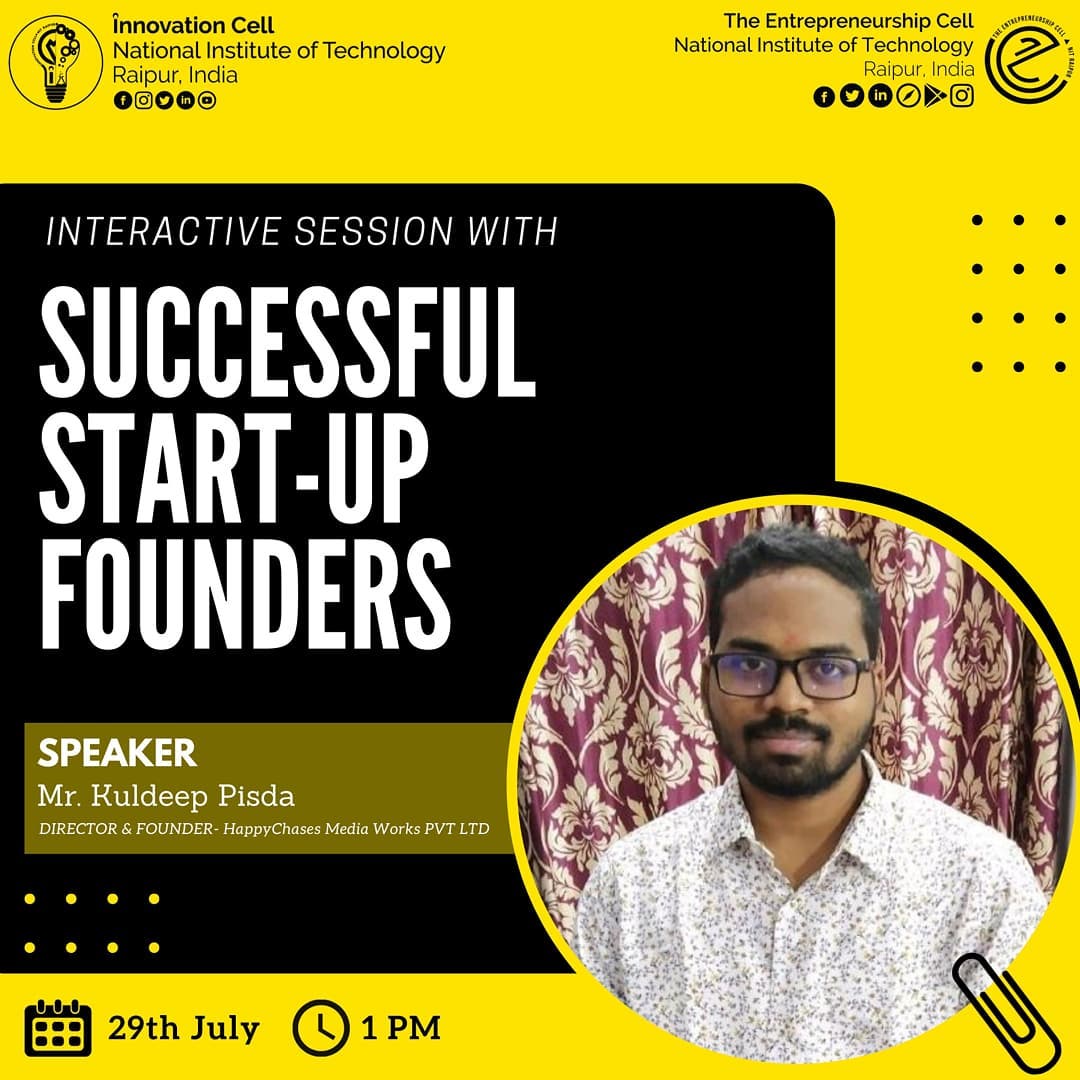 înnovation Cell
National Institute of Technology
Raipur, India
The Entrepreneurship Cell
National Institute of Technology
Raipur, India
THE ENTREPRENEURSHIP CELL ▲ NIT RAIPUR
INTERACTIVE SESSION WITH
SUCCESSFUL
START-UP
FOUNDERS
SPEAKER
Mr. Kuldeep Pisda
DIRECTOR & FOUNDER- HappyChases Media Works PVT LTD
29th July
1 PM